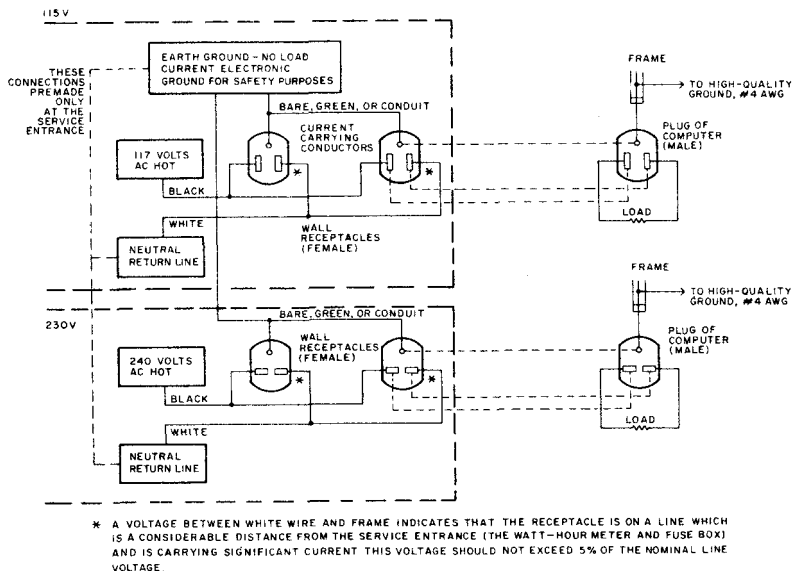 115V
EARTH GROUND - NO LOAD
CURRENT ELECTRONIC
GROUND FOR SAFETY PURPOSES
THESE
CONNECTIONS
PREMADE
ONLY
AT THE
SERVICE
ENTRANCE
BARE, GREEN, OR CONDUIT
117 VOLTS
AC HOT
CURRENT
CARRYING
CONDUCTORS
*
*
BLACK
WHITE
NEUTRAL
RETURN LINE
WALL
RECEPTACLES
(FEMALE)
FRAME
TO HIGH-QUALITY
GROUND, #4 AWG
PLUG OF
COMPUTER
(MALE)
LOAD
230V
BARE, GREEN, OR CONDUIT
WALL
RECEPTACLES
(FEMALE)
240 VOLTS
AC HOT
*
*
BLACK
WHITE
NEUTRAL
RETURN LINE
FRAME
TO HIGH-QUALITY
GROUND, #4 AWG
PLUG OF
COMPUTER
(MALE)
LOAD
* A VOLTAGE BETWEEN WHITE WIRE AND FRAME INDICATES THAT THE RECEPTACLE IS ON A LINE WHICH
IS A CONSIDERABLE DISTANCE FROM THE SERVICE ENTRANCE (THE WATT-HOUR METER AND FUSE BOX)
AND IS CARRYING SIGNIFICANT CURRENT THIS VOLTAGE SHOULD NOT EXCEED 5% OF THE NOMINAL LINE
VOLTAGE.